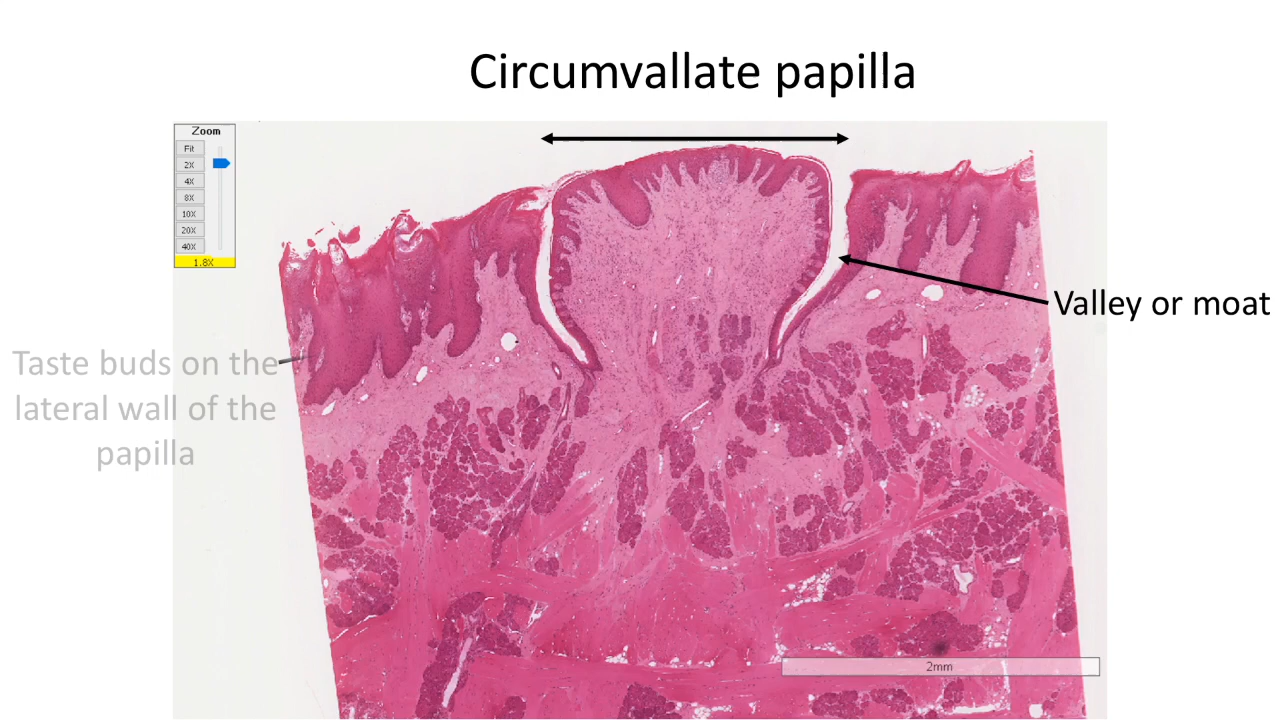 Circumvallate papilla
Zoom
Fit
2X
4X
8X
10X
20X
40X
1.8X
Valley or moat
Taste buds on the
lateral wall of the
papilla
2mm